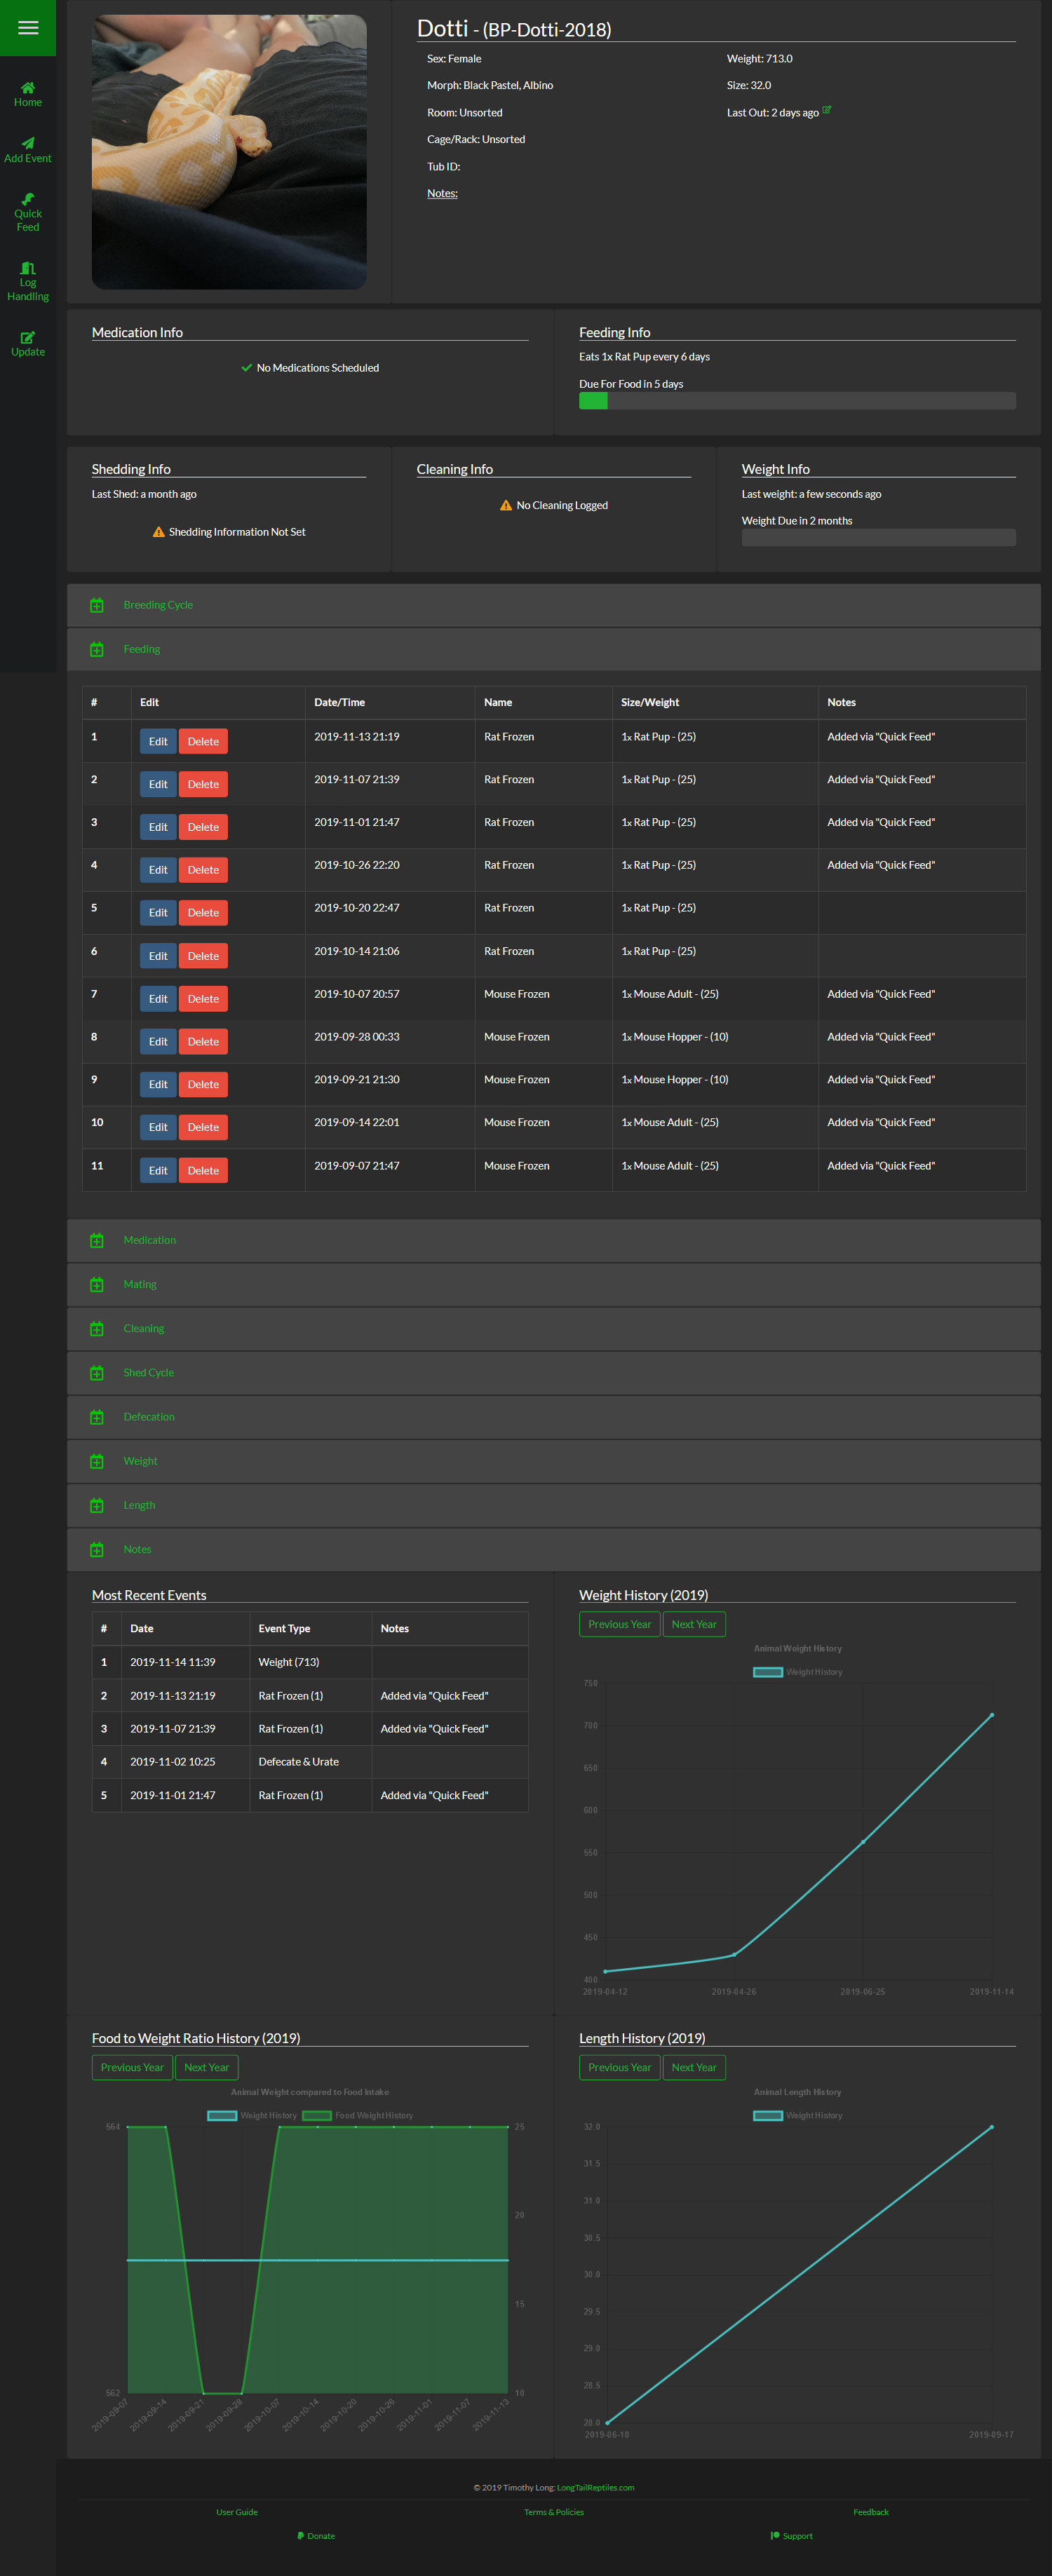 Home
Add Event
Quick
Feed
Log
Handling
Update
Dotti - (BP-Dotti-2018)
Sex: Female
Weight: 713.0
Morph: Black Pastel, Albino
Size: 32.0
Room: Unsorted
Last Out: 2 days ago
Cage/Rack: Unsorted
Tub ID:
Notes:
Medication Info
No Medications Scheduled
Feeding Info
Eats 1x Rat Pup every 6 days
Due For Food in 5 days
Shedding Info
Last Shed: a month ago
Shedding Information Not Set
Cleaning Info
No Cleaning Logged
Weight Info
Last weight: a few seconds ago
Weight Due in 2 months
Breeding Cycle
Feeding
# Edit Date/Time Name Size/Weight Notes
1 Edit Delete 2019-11-13 21:19 Rat Frozen 1x Rat Pup - (25) Added via "Quick Feed"
2 Edit Delete 2019-11-07 21:39 Rat Frozen 1x Rat Pup - (25) Added via "Quick Feed"
3 Edit Delete 2019-11-01 21:47 Rat Frozen 1x Rat Pup - (25) Added via "Quick Feed"
4 Edit Delete 2019-10-26 22:20 Rat Frozen 1x Rat Pup - (25) Added via "Quick Feed"
5 Edit Delete 2019-10-20 22:47 Rat Frozen 1x Rat Pup - (25)
6 Edit Delete 2019-10-14 21:06 Rat Frozen 1x Rat Pup - (25)
7 Edit Delete 2019-10-07 20:57 Mouse Frozen 1x Mouse Adult - (25) Added via "Quick Feed"
8 Edit Delete 2019-09-28 00:33 Mouse Frozen 1x Mouse Hopper - (10) Added via "Quick Feed"
9 Edit Delete 2019-09-21 21:30 Mouse Frozen 1x Mouse Hopper - (10) Added via "Quick Feed"
10 Edit Delete 2019-09-14 22:01 Mouse Frozen 1x Mouse Adult - (25) Added via "Quick Feed"
11 Edit Delete 2019-09-07 21:47 Mouse Frozen 1x Mouse Adult - (25) Added via "Quick Feed"
Medication
Mating
Cleaning
Shed Cycle
Defecation
Weight
Length
Notes
Most Recent Events
# Date Event Type Notes
1 2019-11-14 11:39 Weight (713)
2 2019-11-13 21:19 Rat Frozen (1) Added via "Quick Feed"
3 2019-11-07 21:39 Rat Frozen (1) Added via "Quick Feed"
4 2019-11-02 10:25 Defecate & Urate
5 2019-11-01 21:47 Rat Frozen (1) Added via "Quick Feed"
Weight History (2019)
Previous Year Next Year
Animal Weight History
Weight History
750
700
650
600
550
500
450
400
2019-04-12 2019-04-26 2019-06-25 2019-11-14
Food to Weight Ratio History (2019)
Previous Year Next Year
Animal Weight compared to Food Intake
Weight History Food Weight History
564 25
20
15
562 10
2019-09-07 2019-09-14 2019-09-21 2019-09-28 2019-10-07 2019-10-14 2019-10-20 2019-10-26 2019-11-01 2019-11-07 2019-11-13
Length History (2019)
Previous Year Next Year
Animal Length History
Weight History
32.0
31.5
31.0
30.5
30.0
29.5
29.0
28.5
28.0
2019-06-18 2019-09-17
© 2019 Timothy Long: LongTailReptiles.com
User Guide Terms & Policies Feedback
Donate Support